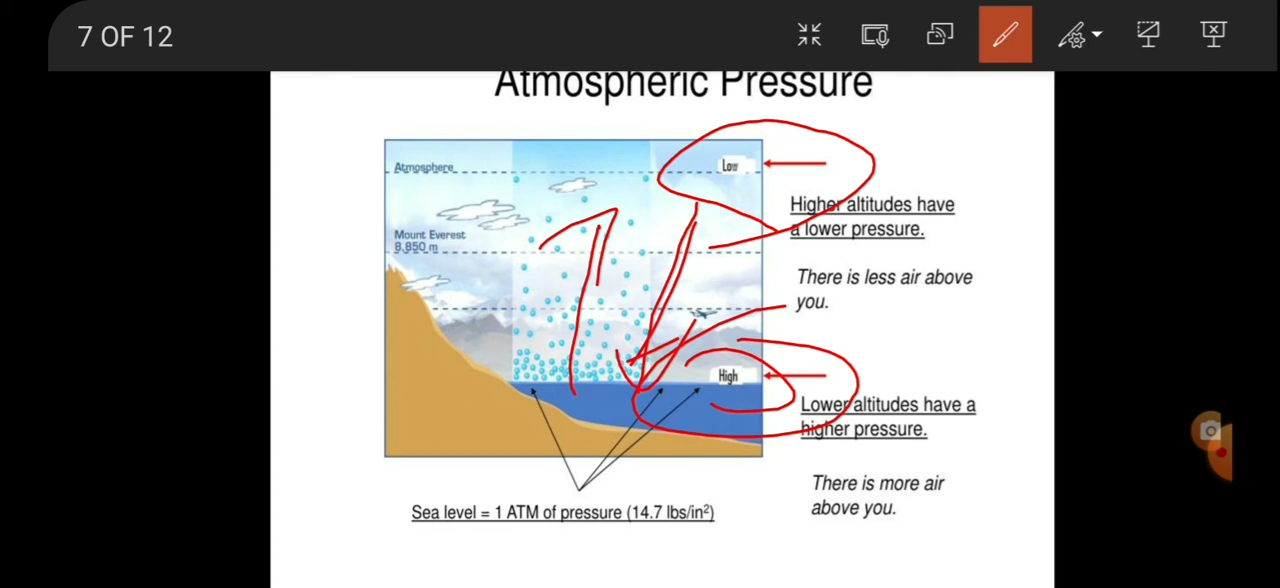 7 OF 12
Atmospheric Pressure
Atmosphere
Low
Higher altitudes have
a lower pressure.
Mount Everest
8,850 m
There is less air above
you.
High
Lower altitudes have a
higher pressure.
There is more air
above you.
Sea level = 1 ATM of pressure (14.7 lbs/in²)